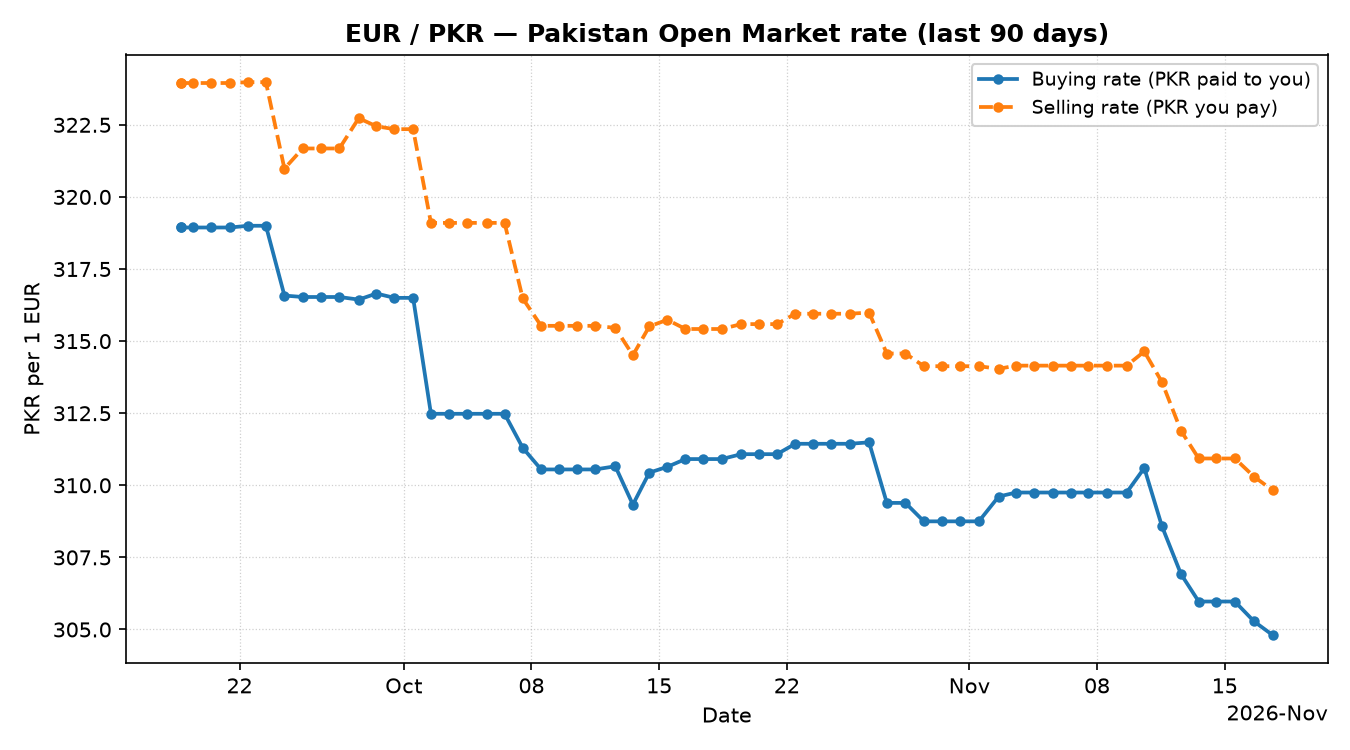 EUR / PKR — Pakistan Open Market rate (last 90 days)
Buying rate (PKR paid to you)
Selling rate (PKR you pay)
PKR per 1 EUR
322.5
320.0
317.5
315.0
312.5
310.0
307.5
305.0
22 Oct 08 15 22 Nov 08 15
Date
2026-Nov